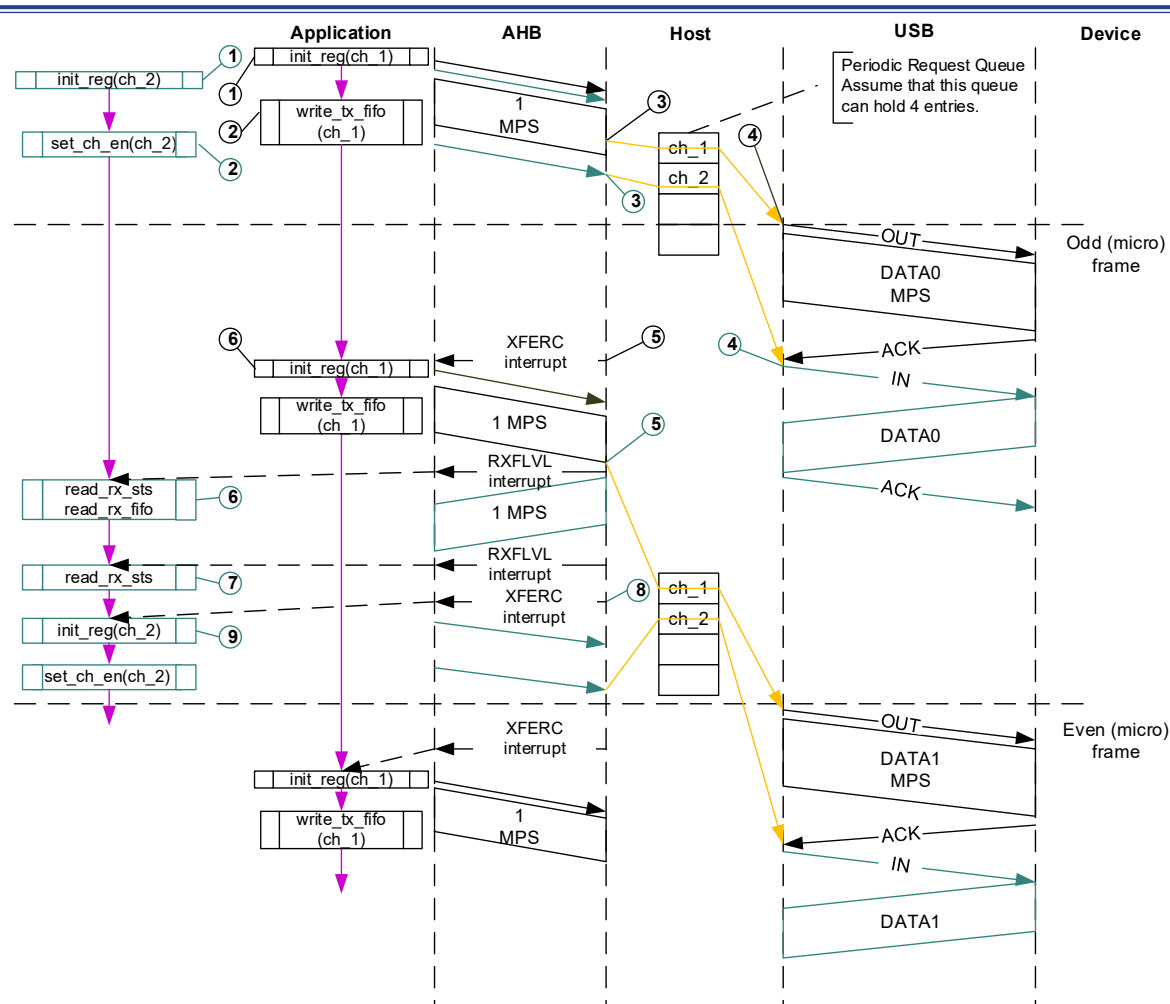 Application
AHB
Host
USB
Device
1
init_reg(ch_2)
1
init_reg(ch_1)
Periodic Request Queue
Assume that this queue
can hold 4 entries.
2
write_tx_fifo
(ch_1)
1
MPS
3
4
set_ch_en(ch_2)
2
ch_1
ch_2
3
OUT
Odd (micro)
frame
DATA0
MPS
6
init_reg(ch_1)
XFERC
interrupt
5
4
ACK
IN
write_tx_fifo
(ch_1)
1 MPS
5
DATA0
RXFLVL
interrupt
read_rx_sts
read_rx_fifo
6
1 MPS
ACK
RXFLVL
interrupt
read_rx_sts
7
XFERC
interrupt
8
ch_1
ch_2
init_reg(ch_2)
9
set_ch_en(ch_2)
XFERC
interrupt
OUT
Even (micro)
frame
DATA1
MPS
init_reg(ch_1)
write_tx_fifo
(ch_1)
1
MPS
ACK
IN
DATA1